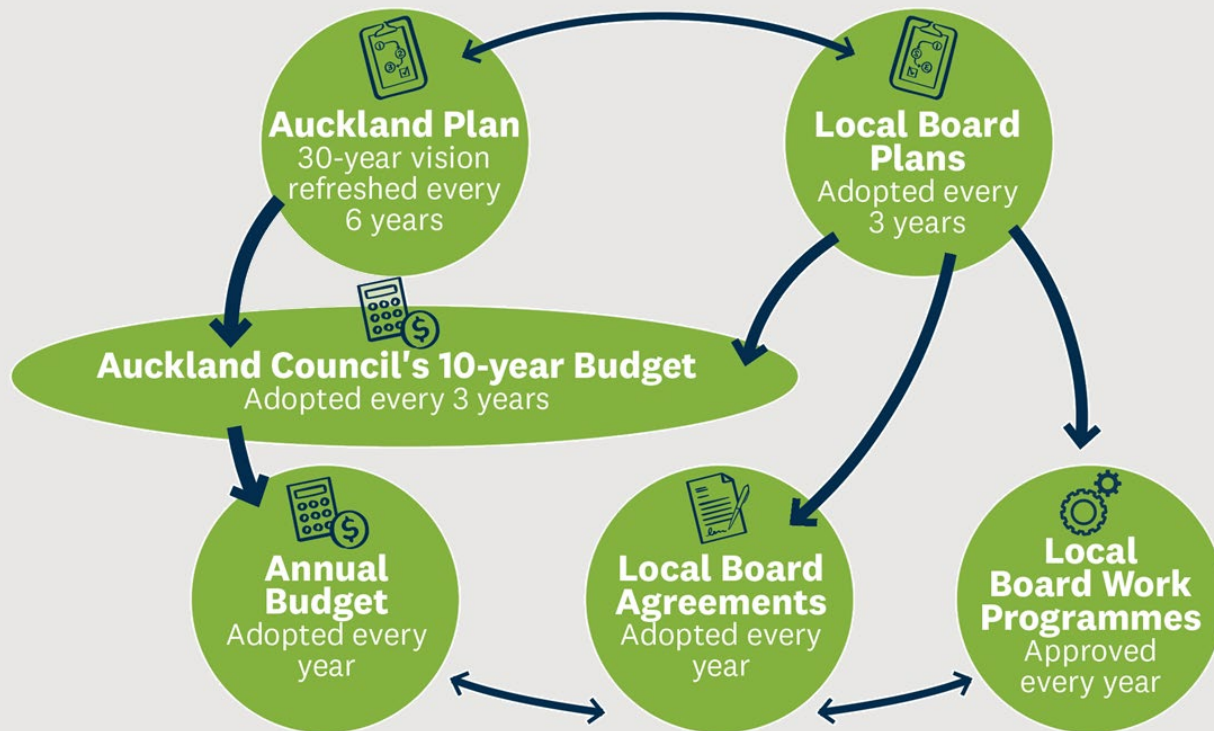 Auckland Plan
30-year vision
refreshed every
6 years
Local Board
Plans
Adopted every
3 years
$
Auckland Council's 10-year Budget
Adopted every 3 years
$
Annual
Budget
Adopted every
year
Local Board
Agreements
Adopted every
year
Local
Board Work
Programmes
Approved
every year